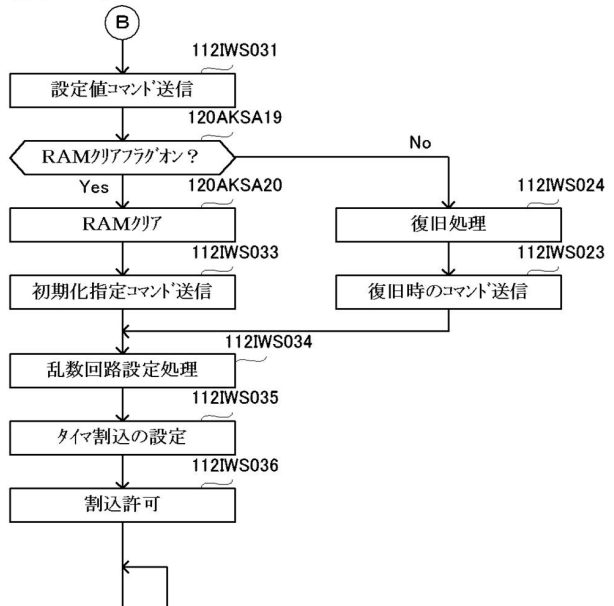 B
112IWS031
設定値コマンド送信
120AKSA19
RAMクリアフラグオン?
No
Yes
120AKSA20
112IWS024
RAMクリア
復旧処理
112IWS033
112IWS023
初期化指定コマンド送信
復旧時のコマンド送信
112IWS034
乱数回路設定処理
112IWS035
タイマ割込の設定
112IWS036
割込許可